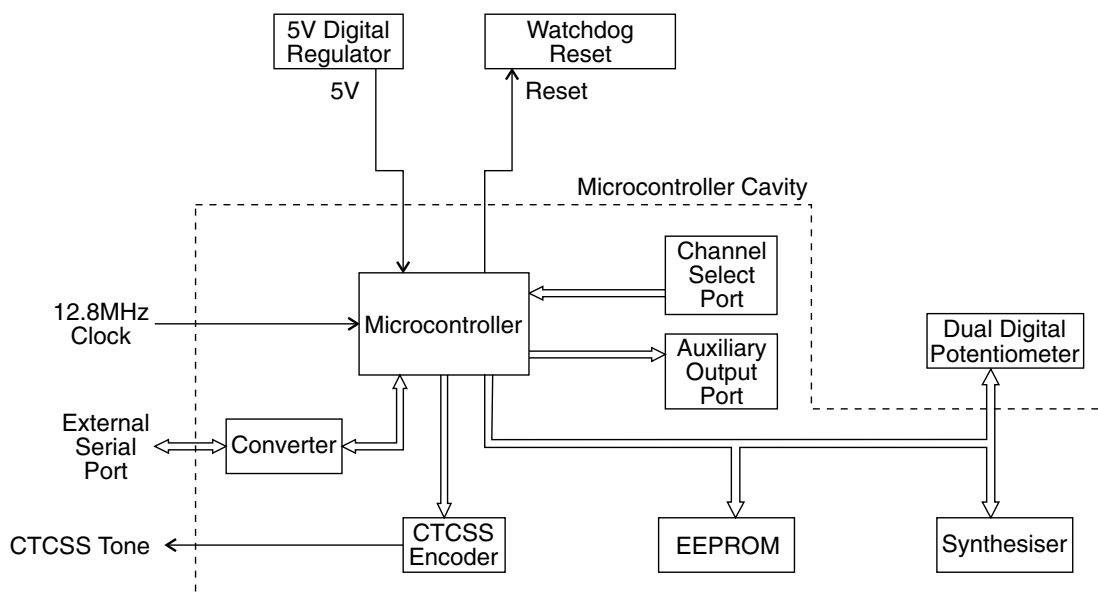 5V Digital
Regulator
Watchdog
Reset
5V
Reset
Microcontroller Cavity
Channel
Select
Port
12.8MHz
Clock
Microcontroller
Auxiliary
Output
Port
Dual Digital
Potentiometer
External
Serial
Port
Converter
CTCSS Tone
CTCSS
Encoder
EEPROM
Synthesiser